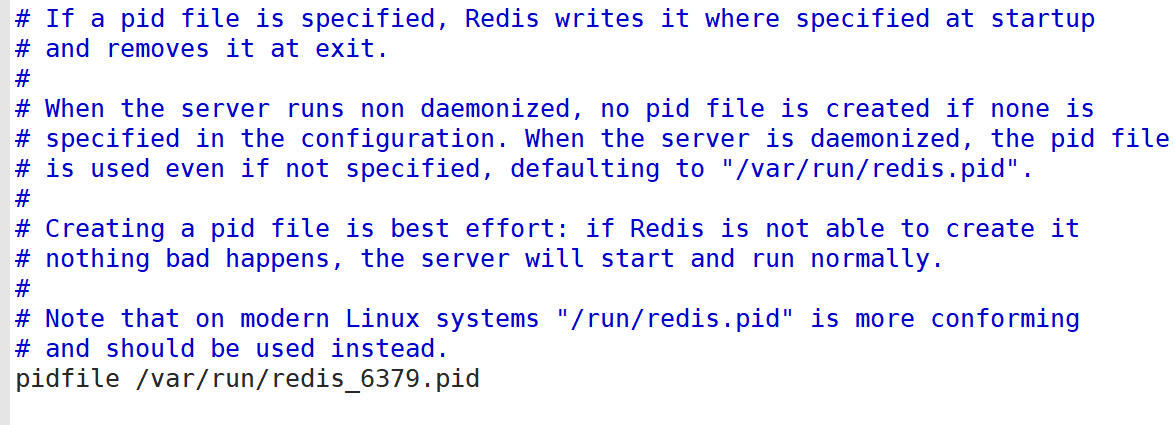 # If a pid file is specified, Redis writes it where specified at startup
# and removes it at exit.
#
# When the server runs non daemonized, no pid file is created if none is
# specified in the configuration. When the server is daemonized, the pid file
# is used even if not specified, defaulting to "/var/run/redis.pid".
#
# Creating a pid file is best effort: if Redis is not able to create it
# nothing bad happens, the server will start and run normally.
#
# Note that on modern Linux systems "/run/redis.pid" is more conforming
# and should be used instead.
pidfile /var/run/redis_6379.pid